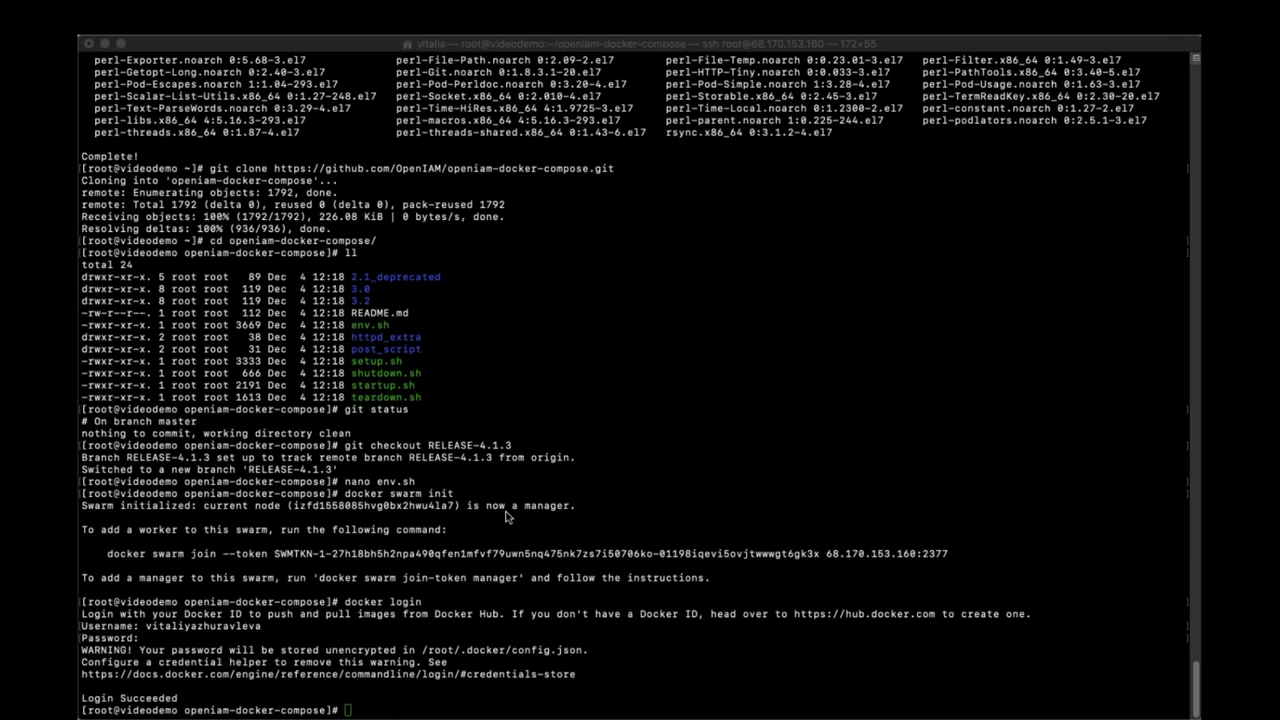 vitalia — root@videodemo:~/openiam-docker-compose — ssh root@68.170.153.160 — 172×55
perl-Exporter.noarch 0:5.68-3.el7 perl-File-Path.noarch 0:2.09-2.el7 perl-File-Temp.noarch 0:0.23.01-3.el7 perl-Filter.x86_64 0:1.49-3.el7
perl-Getopt-Long.noarch 0:2.40-3.el7 perl-Git.noarch 0:1.8.3.1-20.el7 perl-HTTP-Tiny.noarch 0:0.033-3.el7 perl-PathTools.x86_64 0:3.40-5.el7
perl-Pod-Escapes.noarch 1:1.04-293.el7 perl-Pod-Perldoc.noarch 0:3.20-4.el7 perl-Pod-Simple.noarch 1:3.28-4.el7 perl-Pod-Usage.noarch 0:1.63-3.el7
perl-Scalar-List-Utils.x86_64 0:1.27-248.el7 perl-Socket.x86_64 0:2.010-4.el7 perl-Storable.x86_64 0:2.45-3.el7 perl-TermReadKey.x86_64 0:2.30-20.el7
perl-Text-ParseWords.noarch 0:3.29-4.el7 perl-Time-HiRes.x86_64 4:1.9725-3.el7 perl-Time-Local.noarch 0:1.2300-2.el7 perl-constant.noarch 0:1.27-2.el7
perl-libs.x86_64 4:5.16.3-293.el7 perl-macros.x86_64 4:5.16.3-293.el7 perl-parent.noarch 1:0.225-244.el7 perl-podlators.noarch 0:2.5.1-3.el7
perl-threads.x86_64 0:1.87-4.el7 perl-threads-shared.x86_64 0:1.43-6.el7 rsync.x86_64 0:3.1.2-4.el7
Complete!
[root@videodemo ~]# git clone https://github.com/OpenIAM/openiam-docker-compose.git
Cloning into 'openiam-docker-compose'...
remote: Enumerating objects: 1792, done.
remote: Total 1792 (delta 0), reused 0 (delta 0), pack-reused 1792
Receiving objects: 100% (1792/1792), 226.08 KiB | 0 bytes/s, done.
Resolving deltas: 100% (936/936), done.
[root@videodemo ~]# cd openiam-docker-compose/
[root@videodemo openiam-docker-compose]# ll
total 24
drwxr-xr-x. 5 root root 89 Dec 4 12:18 2.1_deprecated
drwxr-xr-x. 8 root root 119 Dec 4 12:18 3.0
drwxr-xr-x. 8 root root 119 Dec 4 12:18 3.2
-rw-r--r--. 1 root root 112 Dec 4 12:18 README.md
-rwxr-xr-x. 1 root root 3669 Dec 4 12:18 env.sh
drwxr-xr-x. 2 root root 38 Dec 4 12:18 httpd_extra
drwxr-xr-x. 2 root root 31 Dec 4 12:18 post_script
-rwxr-xr-x. 1 root root 3333 Dec 4 12:18 setup.sh
-rwxr-xr-x. 1 root root 666 Dec 4 12:18 shutdown.sh
-rwxr-xr-x. 1 root root 2191 Dec 4 12:18 startup.sh
-rwxr-xr-x. 1 root root 1613 Dec 4 12:18 teardown.sh
[root@videodemo openiam-docker-compose]# git status
# On branch master
nothing to commit, working directory clean
[root@videodemo openiam-docker-compose]# git checkout RELEASE-4.1.3
Branch RELEASE-4.1.3 set up to track remote branch RELEASE-4.1.3 from origin.
Switched to a new branch 'RELEASE-4.1.3'
[root@videodemo openiam-docker-compose]# nano env.sh
[root@videodemo openiam-docker-compose]# docker swarm init
Swarm initialized: current node (izfd1558085hvg0bx2hwu4la7) is now a manager.
To add a worker to this swarm, run the following command:
docker swarm join --token SWMTKN-1-27h18bh5h2npa490qfen1mfvf79uwn5nq475nk7zs7i50706ko-01198iqevi5ovjtwwwgt6gk3x 68.170.153.160:2377
To add a manager to this swarm, run 'docker swarm join-token manager' and follow the instructions.
[root@videodemo openiam-docker-compose]# docker login
Login with your Docker ID to push and pull images from Docker Hub. If you don't have a Docker ID, head over to https://hub.docker.com to create one.
Username: vitaliyazhuravleva
Password:
WARNING! Your password will be stored unencrypted in /root/.docker/config.json.
Configure a credential helper to remove this warning. See
https://docs.docker.com/engine/reference/commandline/login/#credentials-store
Login Succeeded
[root@videodemo openiam-docker-compose]#